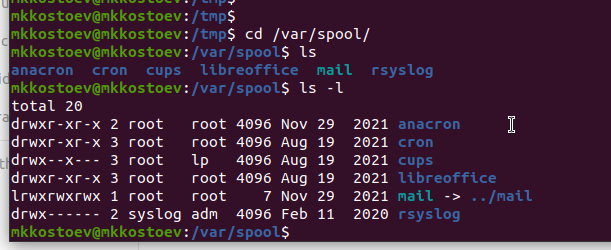 mkkostoev@mkkostoev:/tmp$
mkkostoev@mkkostoev:/tmp$
mkkostoev@mkkostoev:/tmp$ cd /var/spool/
mkkostoev@mkkostoev:/var/spool$ ls
anacron  cron  cups  libreoffice  mail  rsyslog
mkkostoev@mkkostoev:/var/spool$ ls -l
total 20
drwxr-xr-x 2 root   root 4096 Nov 29  2021 anacron
drwxr-xr-x 3 root   root 4096 Aug 19  2021 cron
drwx--x--- 3 root   lp   4096 Aug 19  2021 cups
drwxr-xr-x 3 root   root 4096 Aug 19  2021 libreoffice
lrwxrwxrwx 1 root   root    7 Nov 29  2021 mail -> ../mail
drwx------ 2 syslog adm  4096 Feb 11  2020 rsyslog
mkkostoev@mkkostoev:/var/spool$